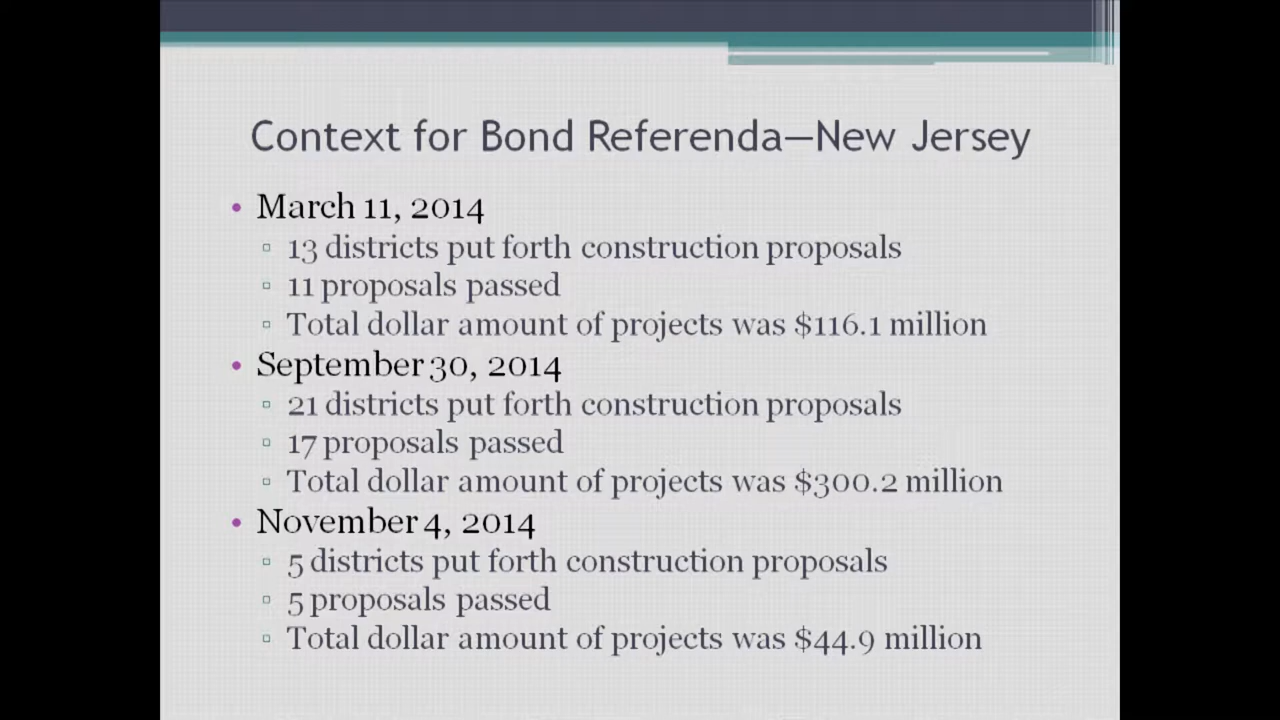 Context for Bond Referenda—New Jersey
• March 11, 2014
▫ 13 districts put forth construction proposals
▫ 11 proposals passed
▫ Total dollar amount of projects was $116.1 million
• September 30, 2014
▫ 21 districts put forth construction proposals
▫ 17 proposals passed
▫ Total dollar amount of projects was $300.2 million
• November 4, 2014
▫ 5 districts put forth construction proposals
▫ 5 proposals passed
▫ Total dollar amount of projects was $44.9 million